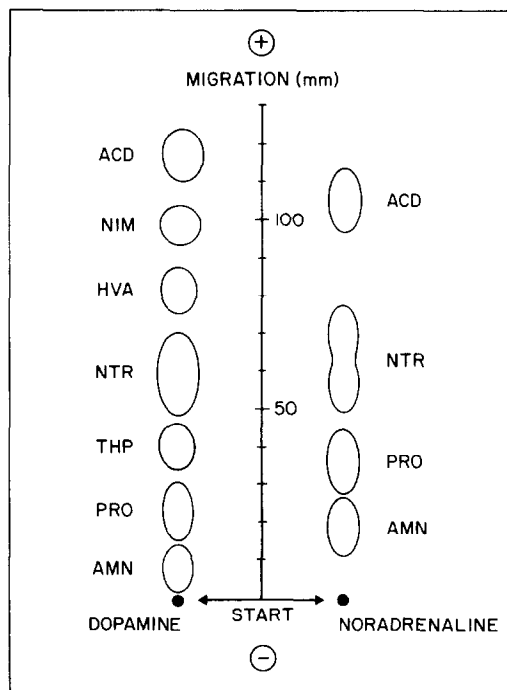 +
MIGRATION (mm)
ACD
ACD
NIM
100
HVA
NTR
NTR
50
THP
PRO
PRO
AMN
AMN
START
DOPAMINE
NORADRENALINE
−